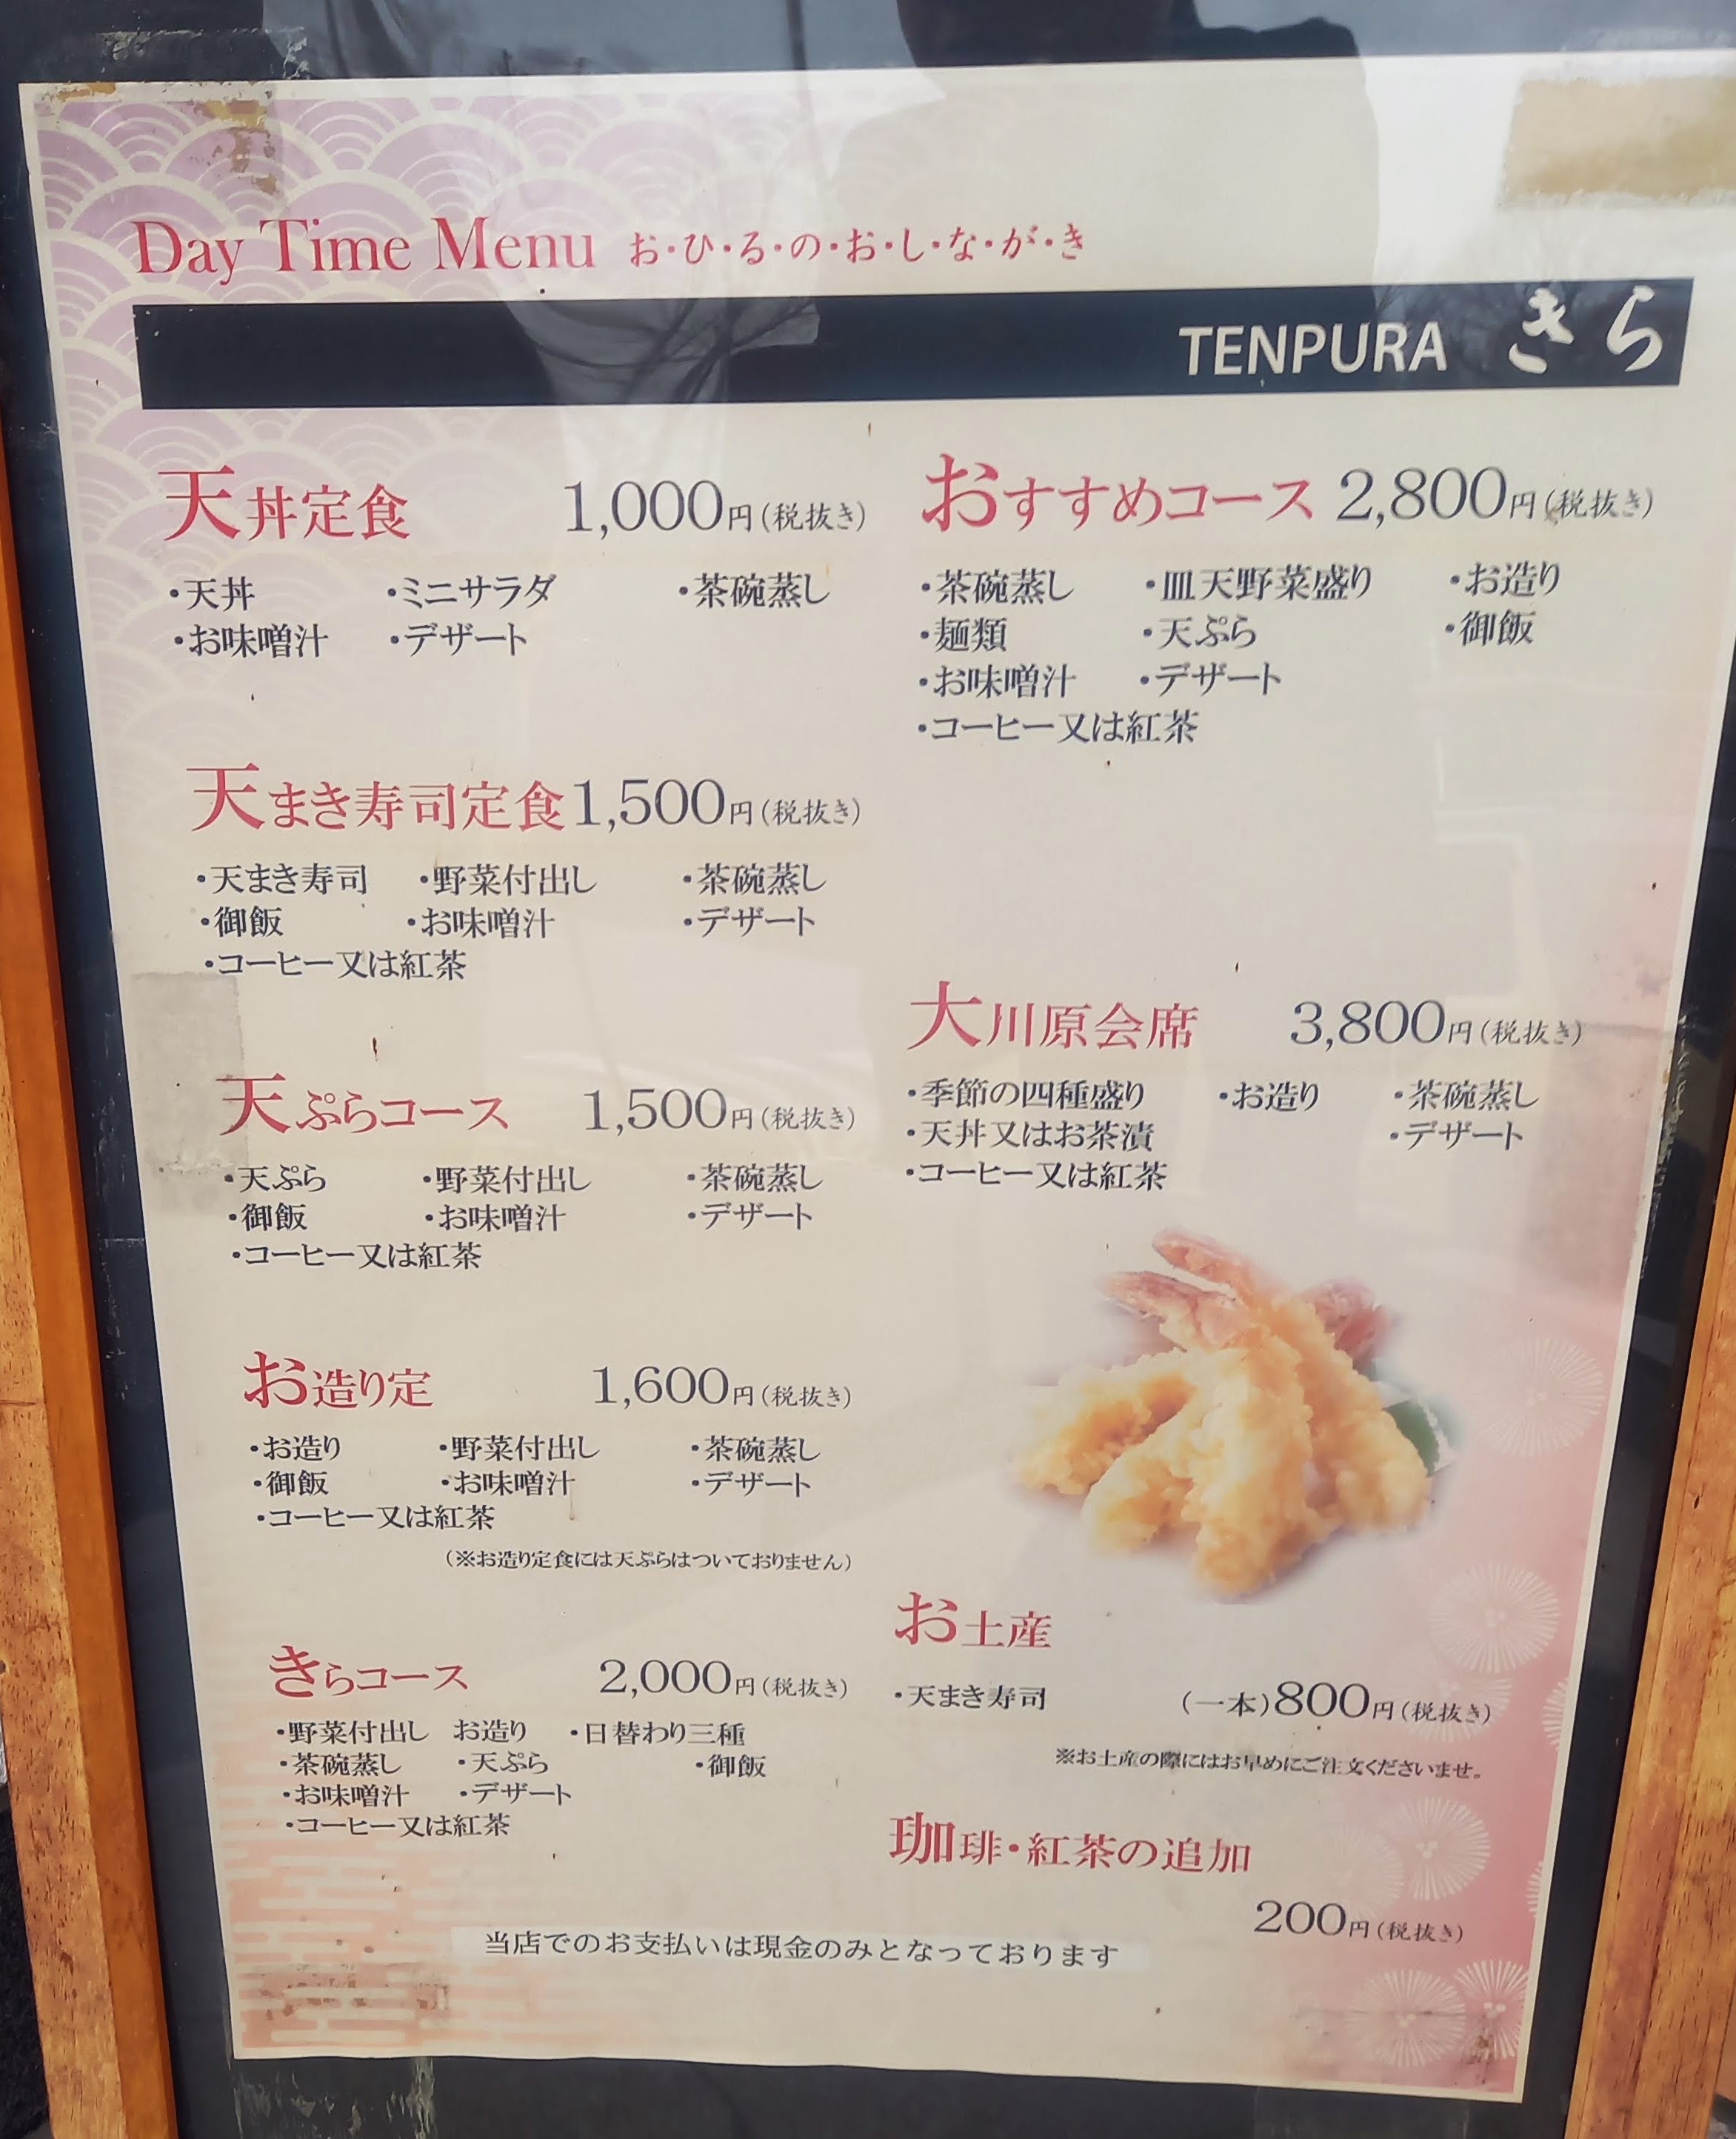 Day Time Menu お・ひ・る・の・お・し・な・が・き
TENPURA きら
天丼定食 1,000円(税抜き)
・天丼 ・ミニサラダ ・茶碗蒸し
・お味噌汁 ・デザート
天まき寿司定食 1,500円(税抜き)
・天まき寿司 ・野菜付出し ・茶碗蒸し
・御飯 ・お味噌汁 ・デザート
・コーヒー又は紅茶
天ぷらコース 1,500円(税抜き)
・天ぷら ・野菜付出し ・茶碗蒸し
・御飯 ・お味噌汁 ・デザート
・コーヒー又は紅茶
お造り定 1,600円(税抜き)
・お造り ・野菜付出し ・茶碗蒸し
・御飯 ・お味噌汁 ・デザート
・コーヒー又は紅茶
(※お造り定食には天ぷらはついておりません)
きらコース 2,000円(税抜き)
・野菜付出し お造り ・日替わり三種
・茶碗蒸し ・天ぷら ・御飯
・お味噌汁 ・デザート
・コーヒー又は紅茶
おすすめコース 2,800円(税抜き)
・茶碗蒸し ・皿天野菜盛り ・お造り
・麺類 ・天ぷら ・御飯
・お味噌汁 ・デザート
・コーヒー又は紅茶
大川原会席 3,800円(税抜き)
・季節の四種盛り ・お造り ・茶碗蒸し
・天丼又はお茶漬 ・デザート
・コーヒー又は紅茶
お土産
・天まき寿司 (一本)800円(税抜き)
※お土産の際にはお早めにご注文くださいませ。
珈琲・紅茶の追加
200円(税抜き)
当店でのお支払いは現金のみとなっております